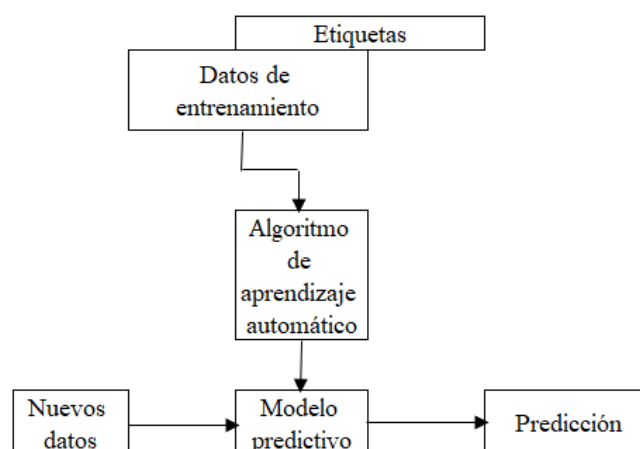 Etiquetas
Datos de
entrenamiento
Algoritmo
de
aprendizaje
automático
Nuevos
datos
Modelo
predictivo
Predicción